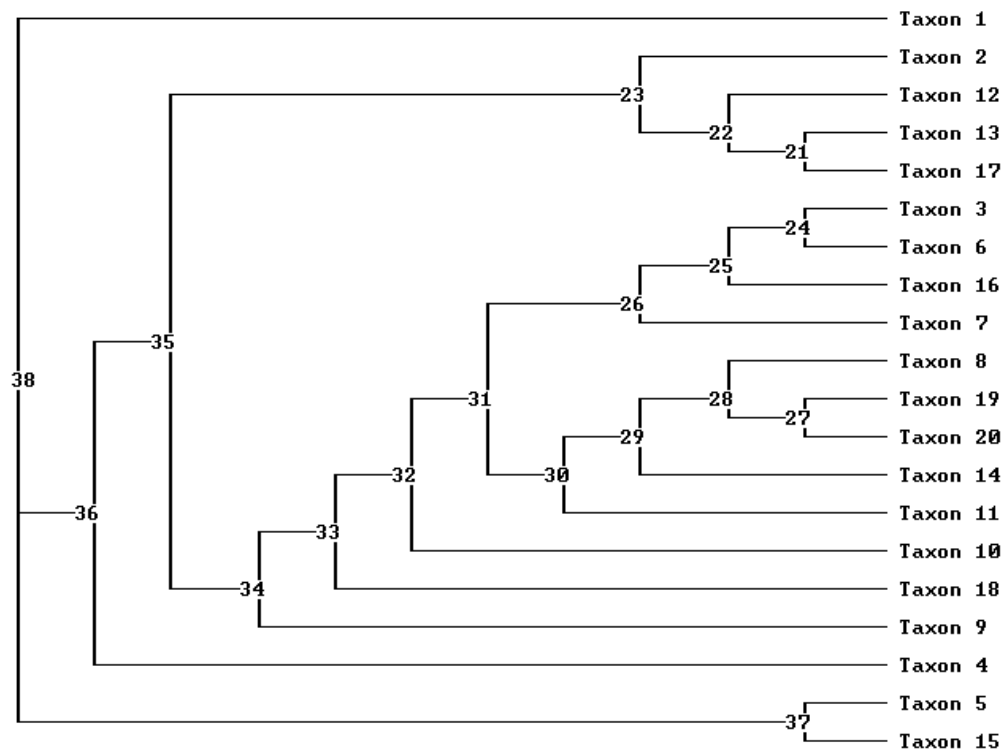 Taxon 1
Taxon 2
23
Taxon 12
22
Taxon 13
21
Taxon 17
Taxon 3
24
Taxon 6
25
Taxon 16
26
Taxon 7
35
Taxon 8
38
31
28
Taxon 19
27
29
Taxon 20
32
30
Taxon 14
36
Taxon 11
33
Taxon 10
34
Taxon 18
Taxon 9
Taxon 4
Taxon 5
37
Taxon 15